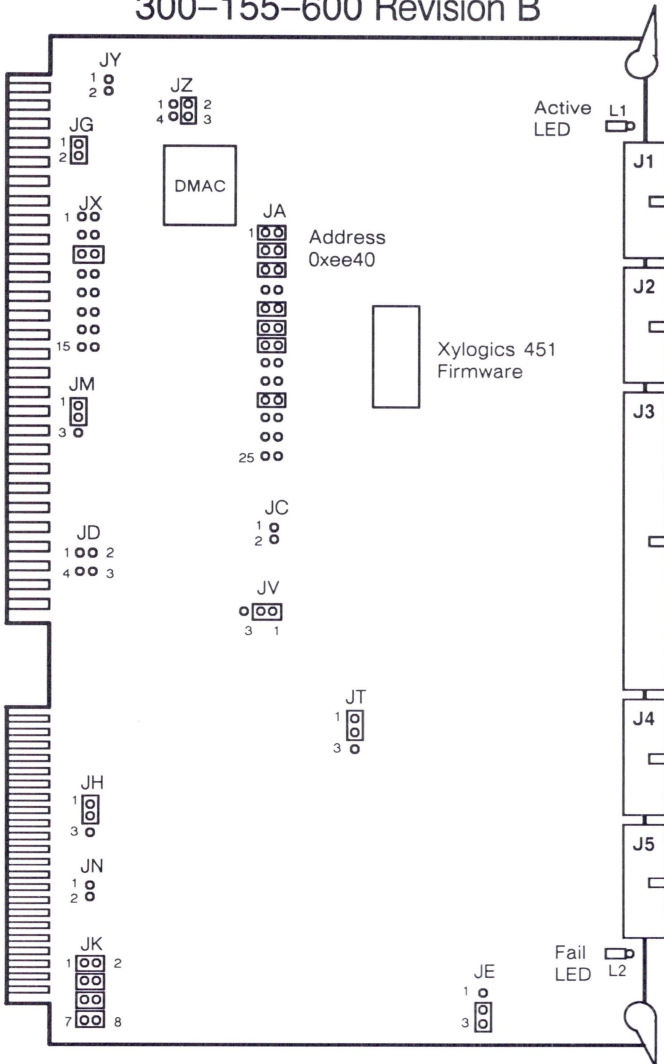 300–155–600 Revision B
JY
1
2
JZ
1 2
4 3
Active
LED
L1
JG
1
2
J1
DMAC
JX
1
15
JA
1
25
Address
0xee40
J2
Xylogics 451
Firmware
JM
1
3
J3
JC
1
2
JD
1 2
4 3
JV
3 1
JT
1
3
J4
JH
1
3
J5
JN
1
2
JK
1 2
7 8
Fail
LED
L2
JE
1
3